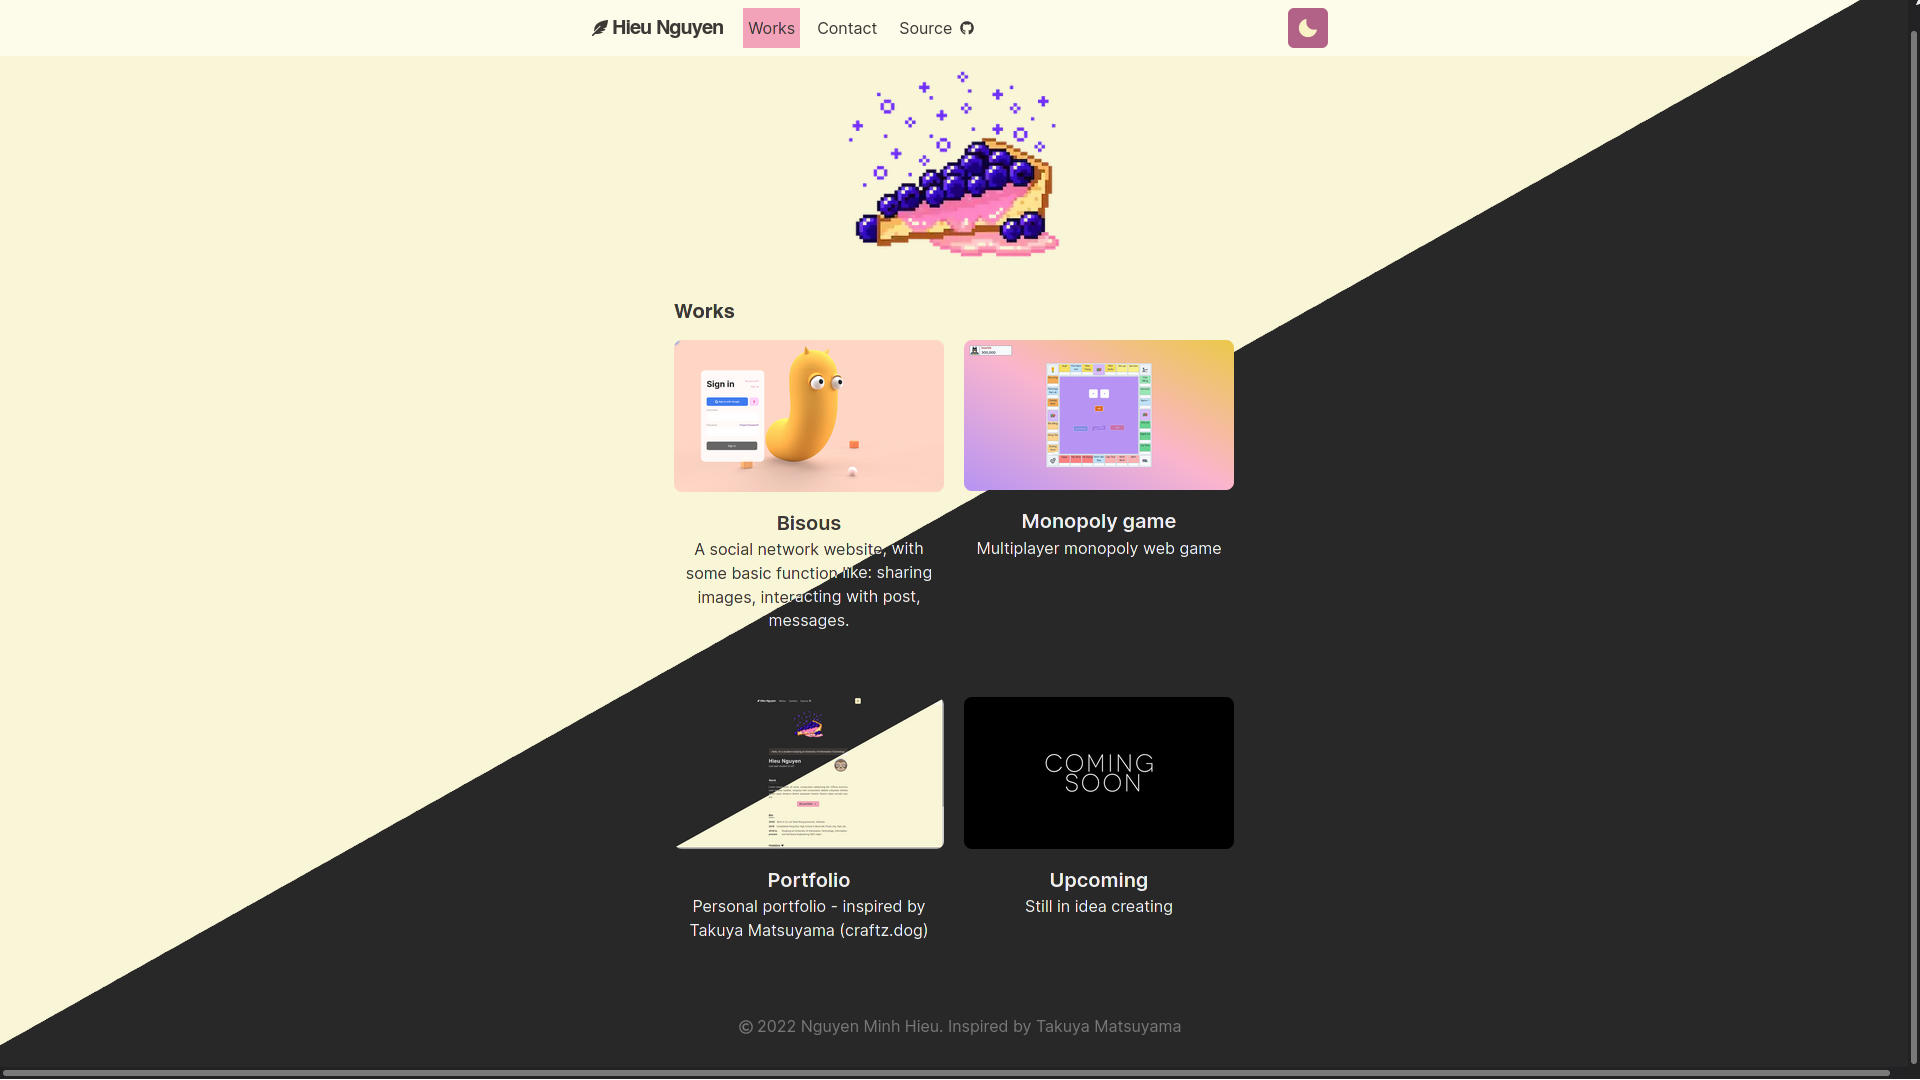 Hieu Nguyen Works Contact Source
Works
Sign in
Bisous
A social network website, with
some basic function like: sharing
images, interacting with post,
messages.
Monopoly game
Multiplayer monopoly web game
Hieu Nguyen
COMING
SOON
Portfolio
Personal portfolio - inspired by
Takuya Matsuyama (craftz.dog)
Upcoming
Still in idea creating
© 2022 Nguyen Minh Hieu. Inspired by Takuya Matsuyama